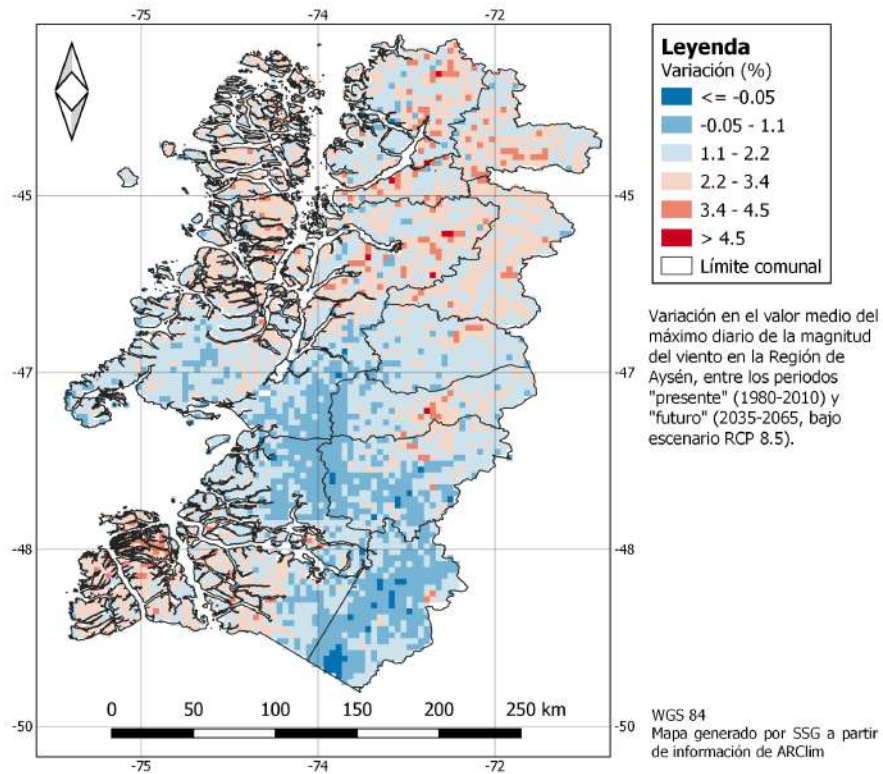 -75 -74 -72
Leyenda
Variación (%)
<= -0.05
-0.05 - 1.1
1.1 - 2.2
2.2 - 3.4
3.4 - 4.5
> 4.5
Límite comunal
-45 -45
Variación en el valor medio del
máximo diario de la magnitud
del viento en la Región de
Aysén, entre los periodos
"presente" (1980-2010) y
"futuro" (2035-2065, bajo
escenario RCP 8.5).
-47 -47
-48 -48
0 50 100 150 200 250 km
-50 -50
WGS 84
Mapa generado por SSG a partir
de información de ARClim
-75 -74 -72